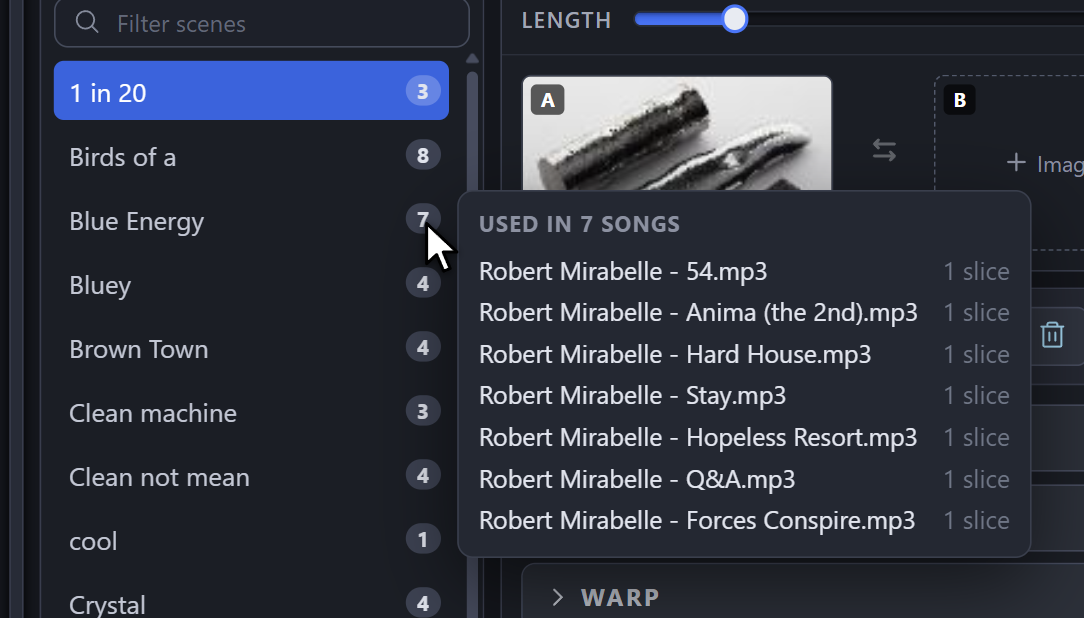 Filter scenes
1 in 20 3
Birds of a 8
Blue Energy 7
Bluey 4
Brown Town 4
Clean machine 3
Clean not mean 4
cool 1
Crystal 4
LENGTH
A
B
+ Imag
USED IN 7 SONGS
Robert Mirabelle - 54.mp3 1 slice
Robert Mirabelle - Anima (the 2nd).mp3 1 slice
Robert Mirabelle - Hard House.mp3 1 slice
Robert Mirabelle - Stay.mp3 1 slice
Robert Mirabelle - Hopeless Resort.mp3 1 slice
Robert Mirabelle - Q&A.mp3 1 slice
Robert Mirabelle - Forces Conspire.mp3 1 slice
WARP